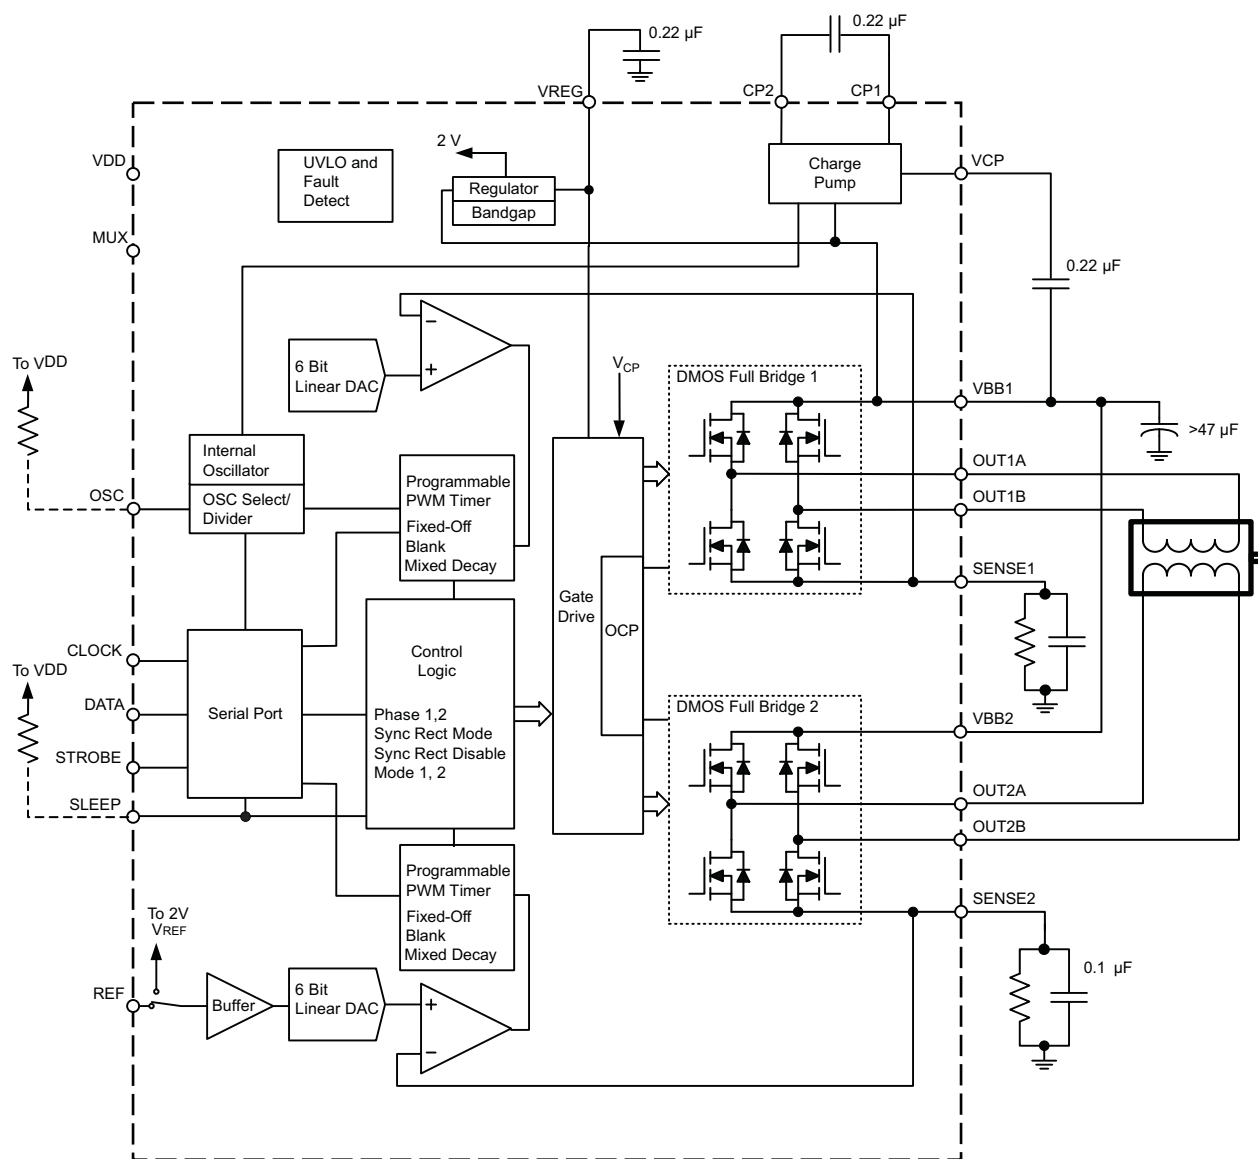 0.22 µF
0.22 µF
VREG
CP2
CP1
VDD
UVLO and
Fault
Detect
2 V
Regulator
Bandgap
Charge
Pump
VCP
MUX
0.22 µF
To VDD
6 Bit
Linear DAC
−
+
VCP
DMOS Full Bridge 1
VBB1
>47 µF
Internal
Oscillator
OSC Select/
Divider
OSC
Programmable
PWM Timer
Fixed-Off
Blank
Mixed Decay
OUT1A
OUT1B
SENSE1
Gate
Drive
OCP
CLOCK
To VDD
DATA
STROBE
SLEEP
Serial Port
Control
Logic
Phase 1,2
Sync Rect Mode
Sync Rect Disable
Mode 1, 2
DMOS Full Bridge 2
VBB2
OUT2A
OUT2B
Programmable
PWM Timer
Fixed-Off
Blank
Mixed Decay
SENSE2
To 2V
VREF
REF
Buffer
6 Bit
Linear DAC
+
−
0.1 µF